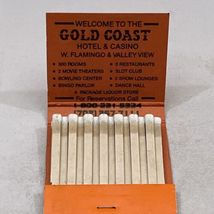 WELCOME TO THE
GOLD COAST
HOTEL & CASINO
W. FLAMINGO & VALLEY VIEW
300 ROOMS
3 RESTAURANTS
2 MOVIE THEATERS
SLOT CLUB
BOWLING CENTER
2 SHOW LOUNGES
BINGO PARLOR
DANCE HALL
PACKAGE LIQUOR STORE
For Reservations Call